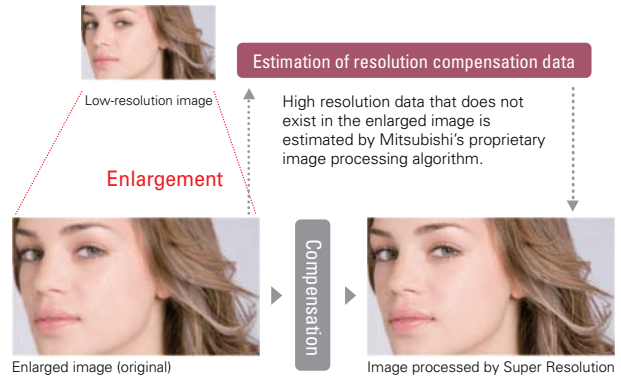 Estimation of resolution compensation data
Low-resolution image
High resolution data that does not
exist in the enlarged image is
estimated by Mitsubishi's proprietary
image processing algorithm.
Enlargement
Compensation
Enlarged image (original)
Image processed by Super Resolution